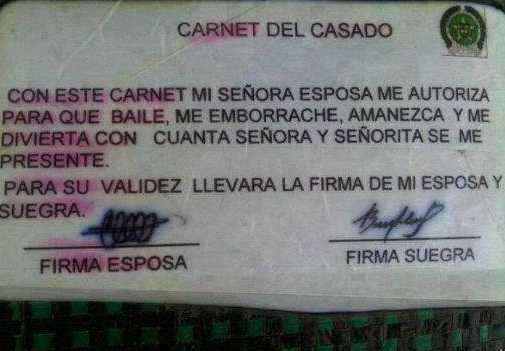 CARNET DEL CASADO
CON ESTE CARNET MI SEÑORA ESPOSA ME AUTORIZA
PARA QUE BAILE, ME EMBORRACHE, AMANEZCA Y ME
DIVIERTA CON CUANTA SEÑORA Y SEÑORITA SE ME
PRESENTE.
PARA SU VALIDEZ LLEVARA LA FIRMA DE MI ESPOSA Y
SUEGRA.
FIRMA ESPOSA
FIRMA SUEGRA